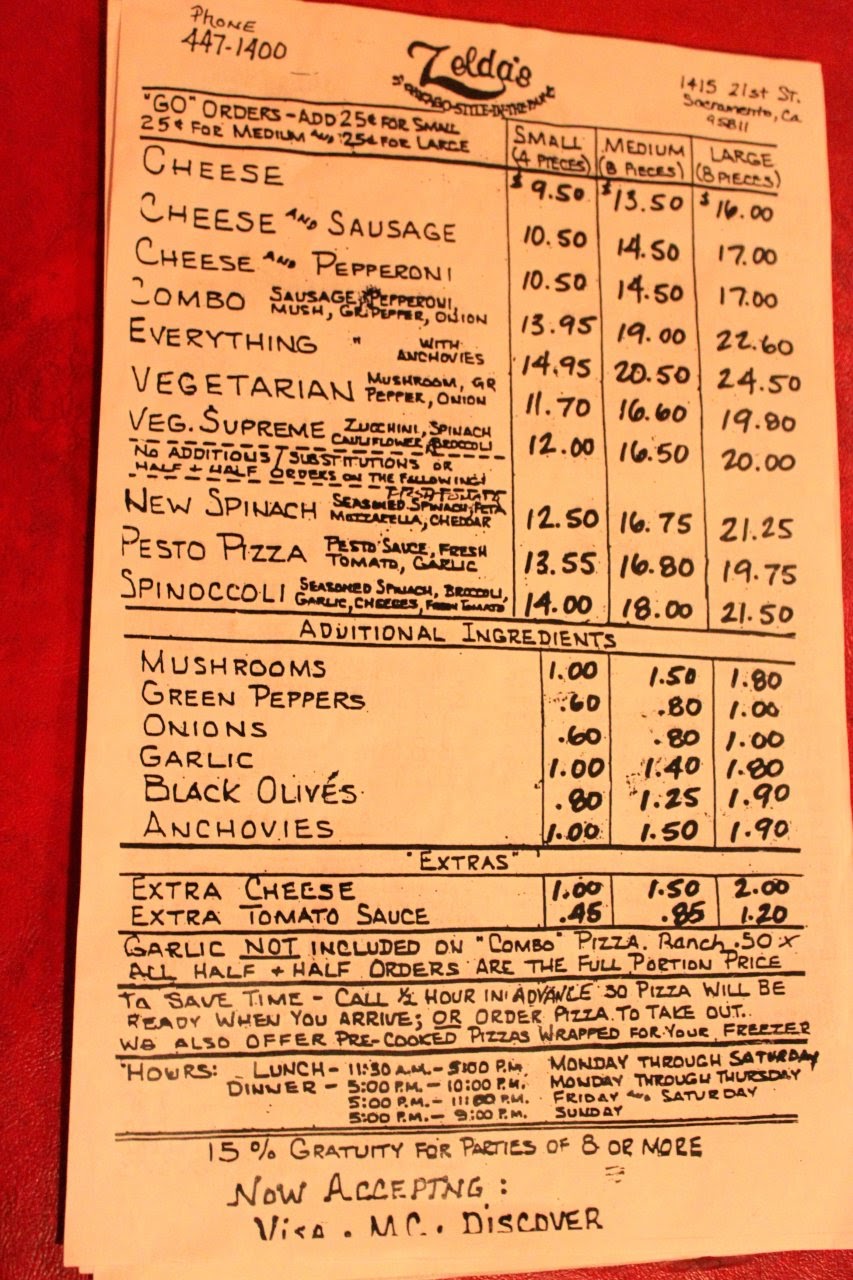 PHONE
447-1400
Zelda's
CHICAGO-STYLE-IN-THE-PAN
1415 21st ST.
Sacramento, Ca
95811
"GO" ORDERS - ADD 25¢ FOR SMALL
25¢ FOR MEDIUM AND 25¢ FOR LARGE
SMALL (4 PIECES) MEDIUM (8 PIECES) LARGE (8 PIECES)
CHEESE $9.50 $13.50 $16.00
CHEESE AND SAUSAGE 10.50 14.50 17.00
CHEESE AND PEPPERONI 10.50 14.50 17.00
COMBO SAUSAGE, PEPPERONI, MUSH, GR. PEPPER, ONION 13.95 19.00 22.60
EVERYTHING " WITH ANCHOVIES 14.95 20.50 24.50
VEGETARIAN MUSHROOM, GR PEPPER, ONION 11.70 16.60 19.80
VEG. SUPREME ZUCCHINI, SPINACH CAULIFLOWER, BROCCOLI 12.00 16.50 20.00
NO ADDITIOUS / SUBSTITUTIONS OR
HALF + HALF ORDERS ON THE FOLLOWING!
NEW SPINACH SEASONED SPINACH, FETA MOZZARELLA, CHEDDAR 12.50 16.75 21.25
PESTO PIZZA PESTO SAUCE, FRESH TOMATO, GARLIC 13.55 16.80 19.75
SPINOCCOLI SEASONED SPINACH, BROCCOLI, GARLIC, CHEESES, FRESH TOMATO 14.00 18.00 21.50
ADDITIONAL INGREDIENTS
MUSHROOMS 1.00 1.50 1.80
GREEN PEPPERS .60 .80 1.00
ONIONS .60 .80 1.00
GARLIC 1.00 1.40 1.80
BLACK OLIVES .80 1.25 1.90
ANCHOVIES 1.00 1.50 1.90
"EXTRAS"
EXTRA CHEESE 1.00 1.50 2.00
EXTRA TOMATO SAUCE .45 .85 1.20
GARLIC NOT INCLUDED ON "COMBO" PIZZA. Ranch .50 x
ALL HALF + HALF ORDERS ARE THE FULL PORTION PRICE
TO SAVE TIME - CALL ½ HOUR IN ADVANCE SO PIZZA WILL BE
READY WHEN YOU ARRIVE; OR ORDER PIZZA TO TAKE OUT.
WE ALSO OFFER PRE-COOKED PIZZAS WRAPPED FOR YOUR FREEZER
HOURS: LUNCH - 11:30 A.M. - 5:00 P.M. MONDAY THROUGH SATURDAY
DINNER - 5:00 P.M. - 10:00 P.M. MONDAY THROUGH THURSDAY
5:00 P.M. - 11:00 P.M. FRIDAY AND SATURDAY
5:00 P.M. - 9:00 P.M. SUNDAY
15 % GRATUITY FOR PARTIES OF 8 OR MORE
NOW ACCEPTNG :
Visa . MC . DISCOVER